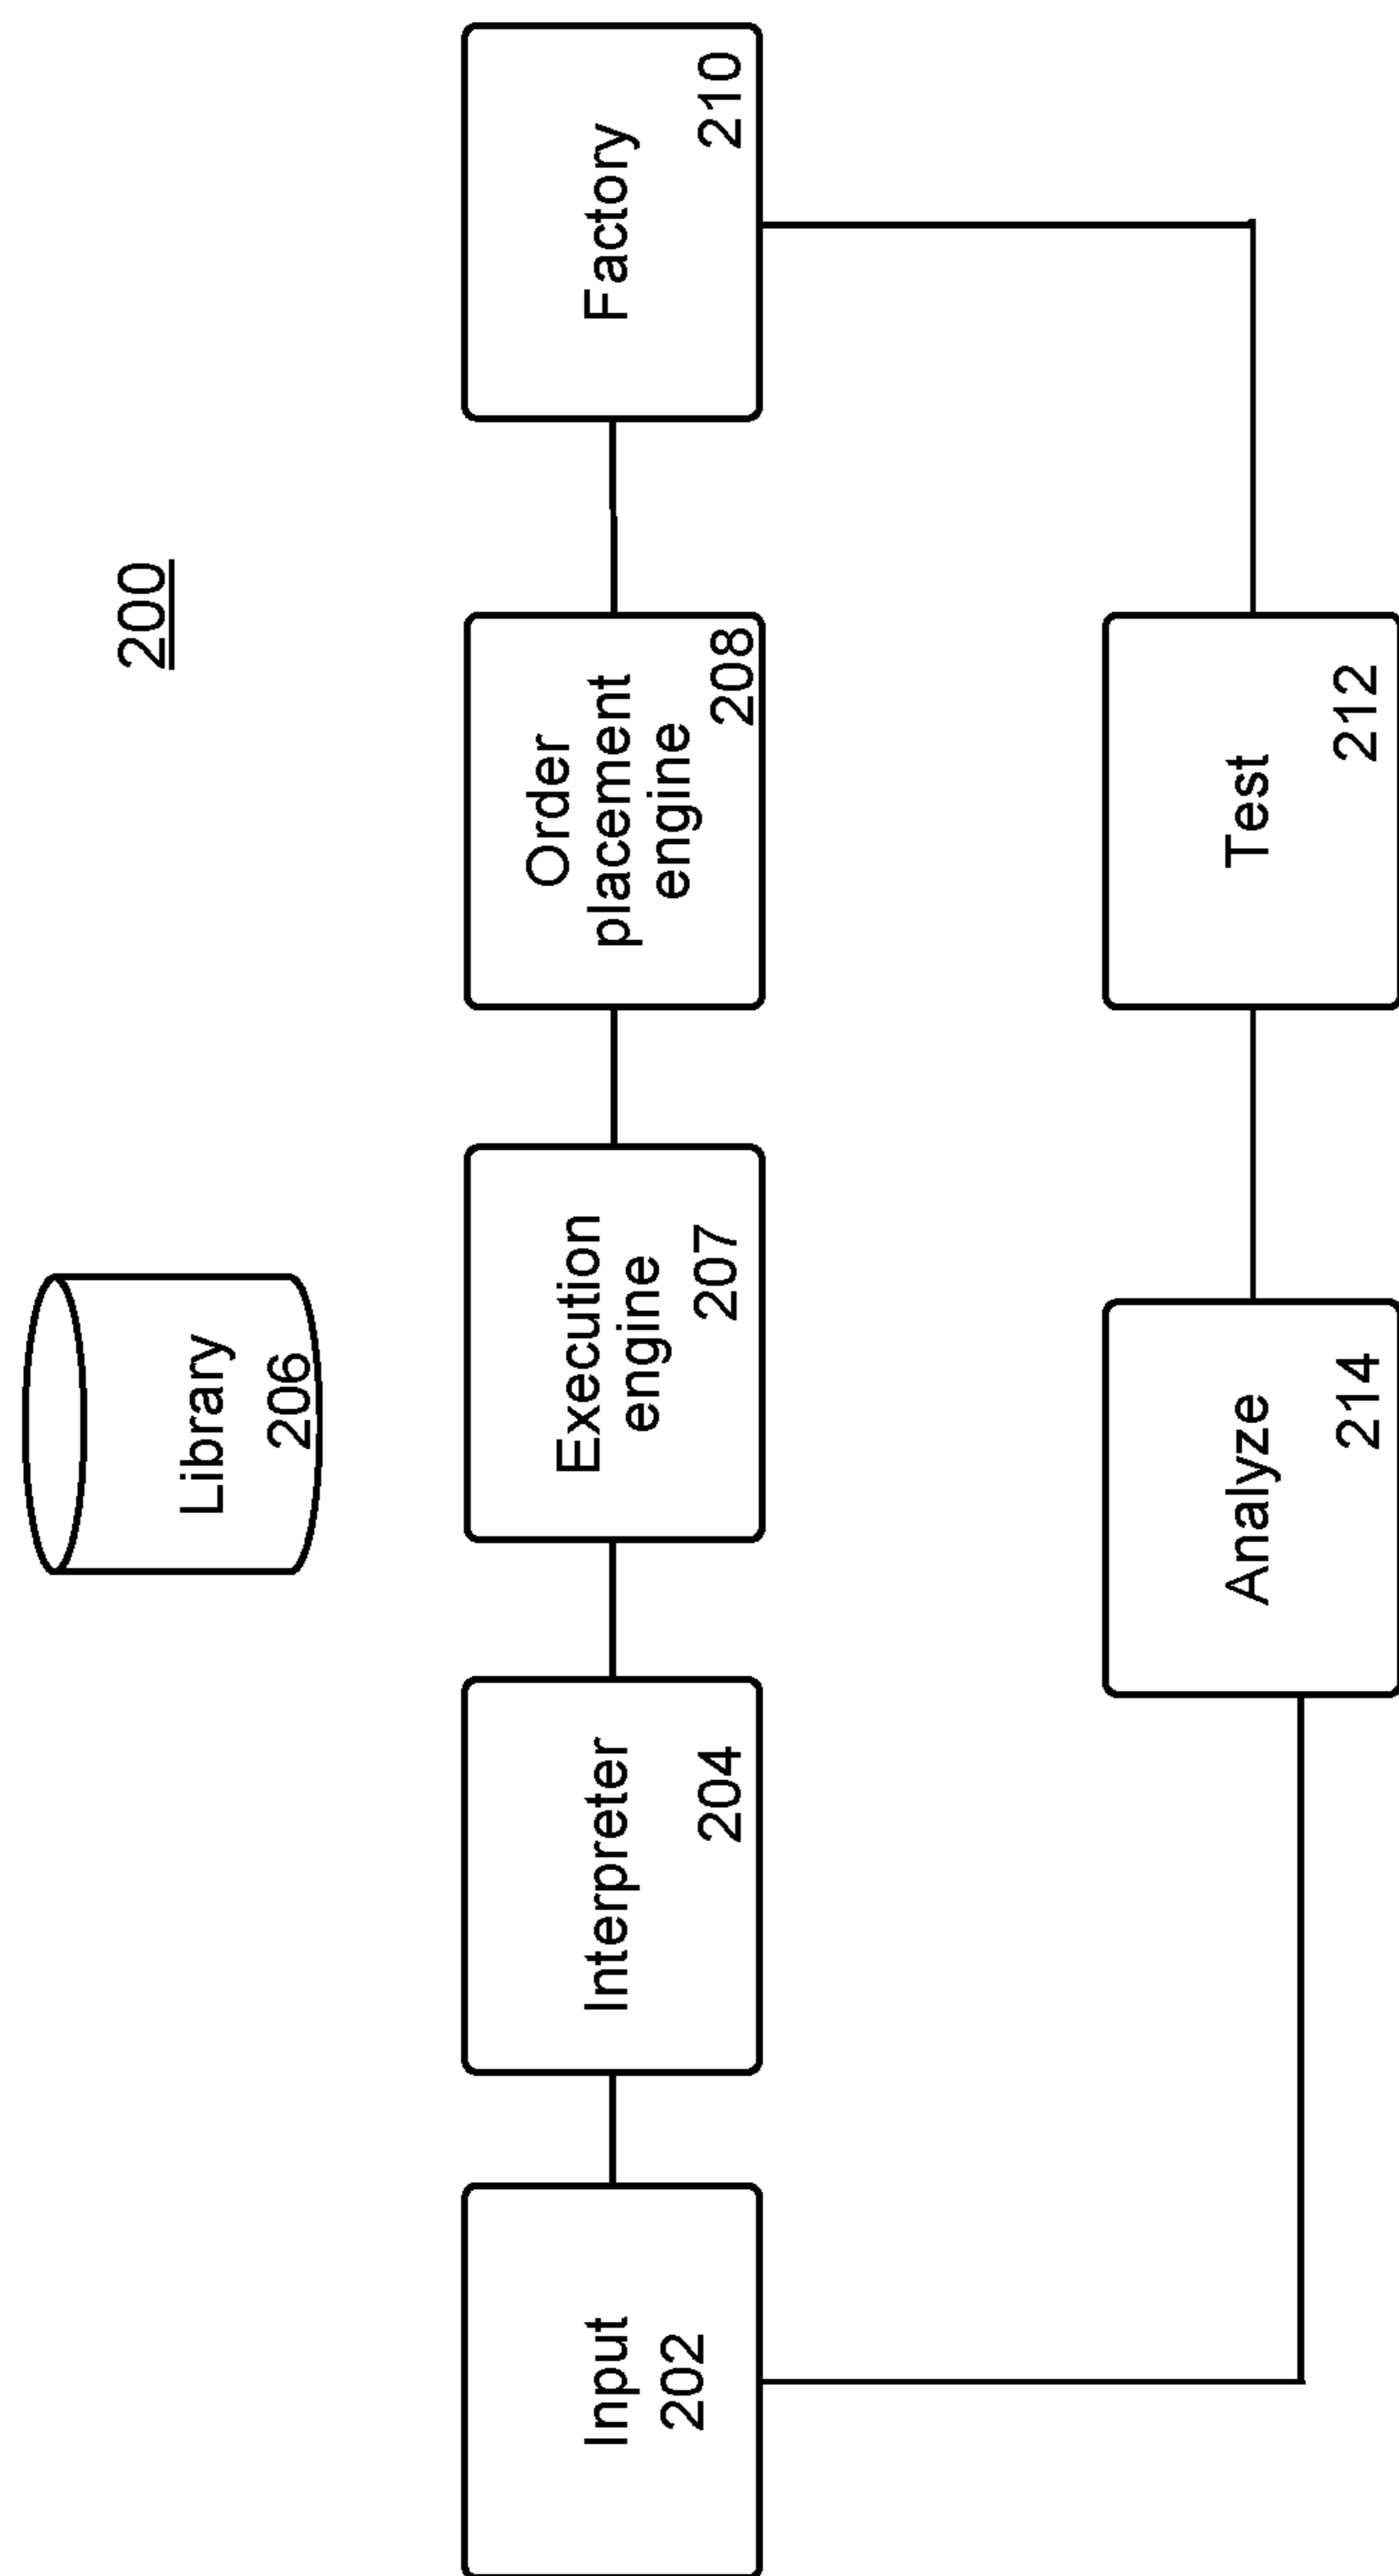 200
Library
206
Input
202
Interpreter
204
Execution
engine
207
Order
placement
engine
208
Factory
210
Analyze
214
Test
212